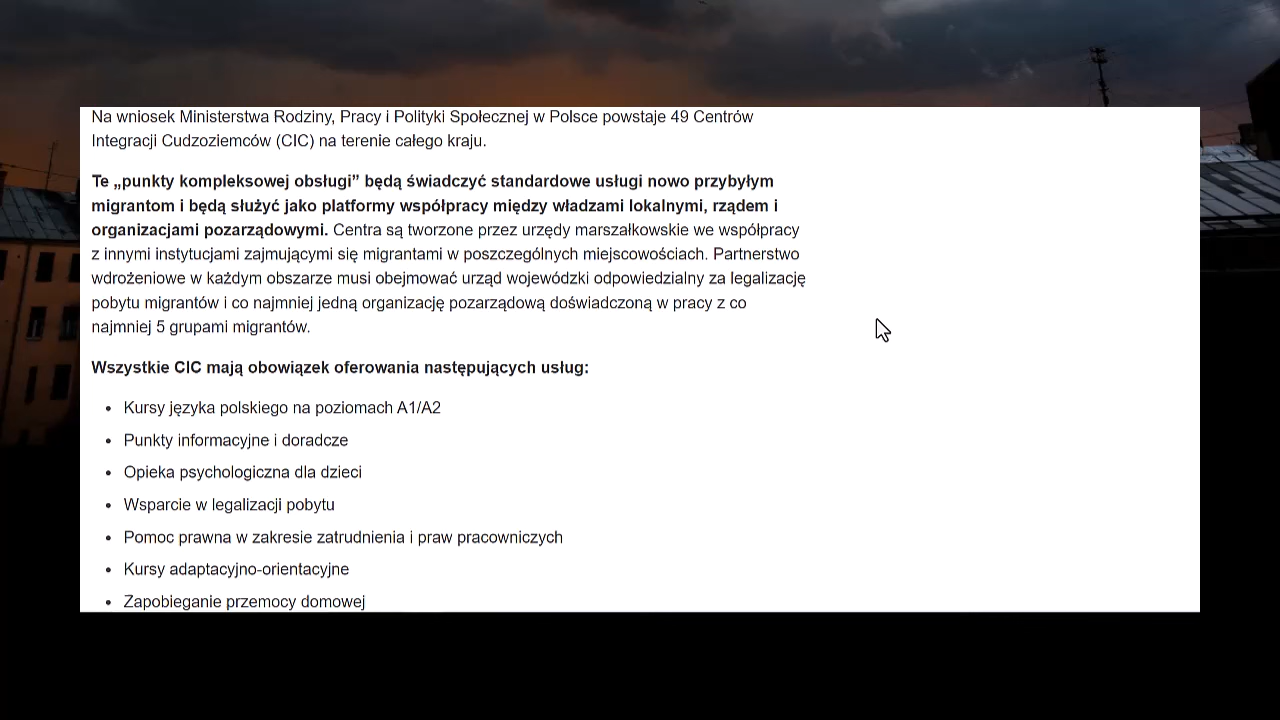 Na wniosek Ministerstwa Rodziny, Pracy i Polityki Społecznej w Polsce powstaje 49 Centrów
Integracji Cudzoziemców (CIC) na terenie całego kraju.
Te „punkty kompleksowej obsługi” będą świadczyć standardowe usługi nowo przybyłym
migrantom i będą służyć jako platformy współpracy między władzami lokalnymi, rządem i
organizacjami pozarządowymi. Centra są tworzone przez urzędy marszałkowskie we współpracy
z innymi instytucjami zajmującymi się migrantami w poszczególnych miejscowościach. Partnerstwo
wdrożeniowe w każdym obszarze musi obejmować urząd wojewódzki odpowiedzialny za legalizację
pobytu migrantów i co najmniej jedną organizację pozarządową doświadczoną w pracy z co
najmniej 5 grupami migrantów.
Wszystkie CIC mają obowiązek oferowania następujących usług:
• Kursy języka polskiego na poziomach A1/A2
• Punkty informacyjne i doradcze
• Opieka psychologiczna dla dzieci
• Wsparcie w legalizacji pobytu
• Pomoc prawna w zakresie zatrudnienia i praw pracowniczych
• Kursy adaptacyjno-orientacyjne
• Zapobieganie przemocy domowej